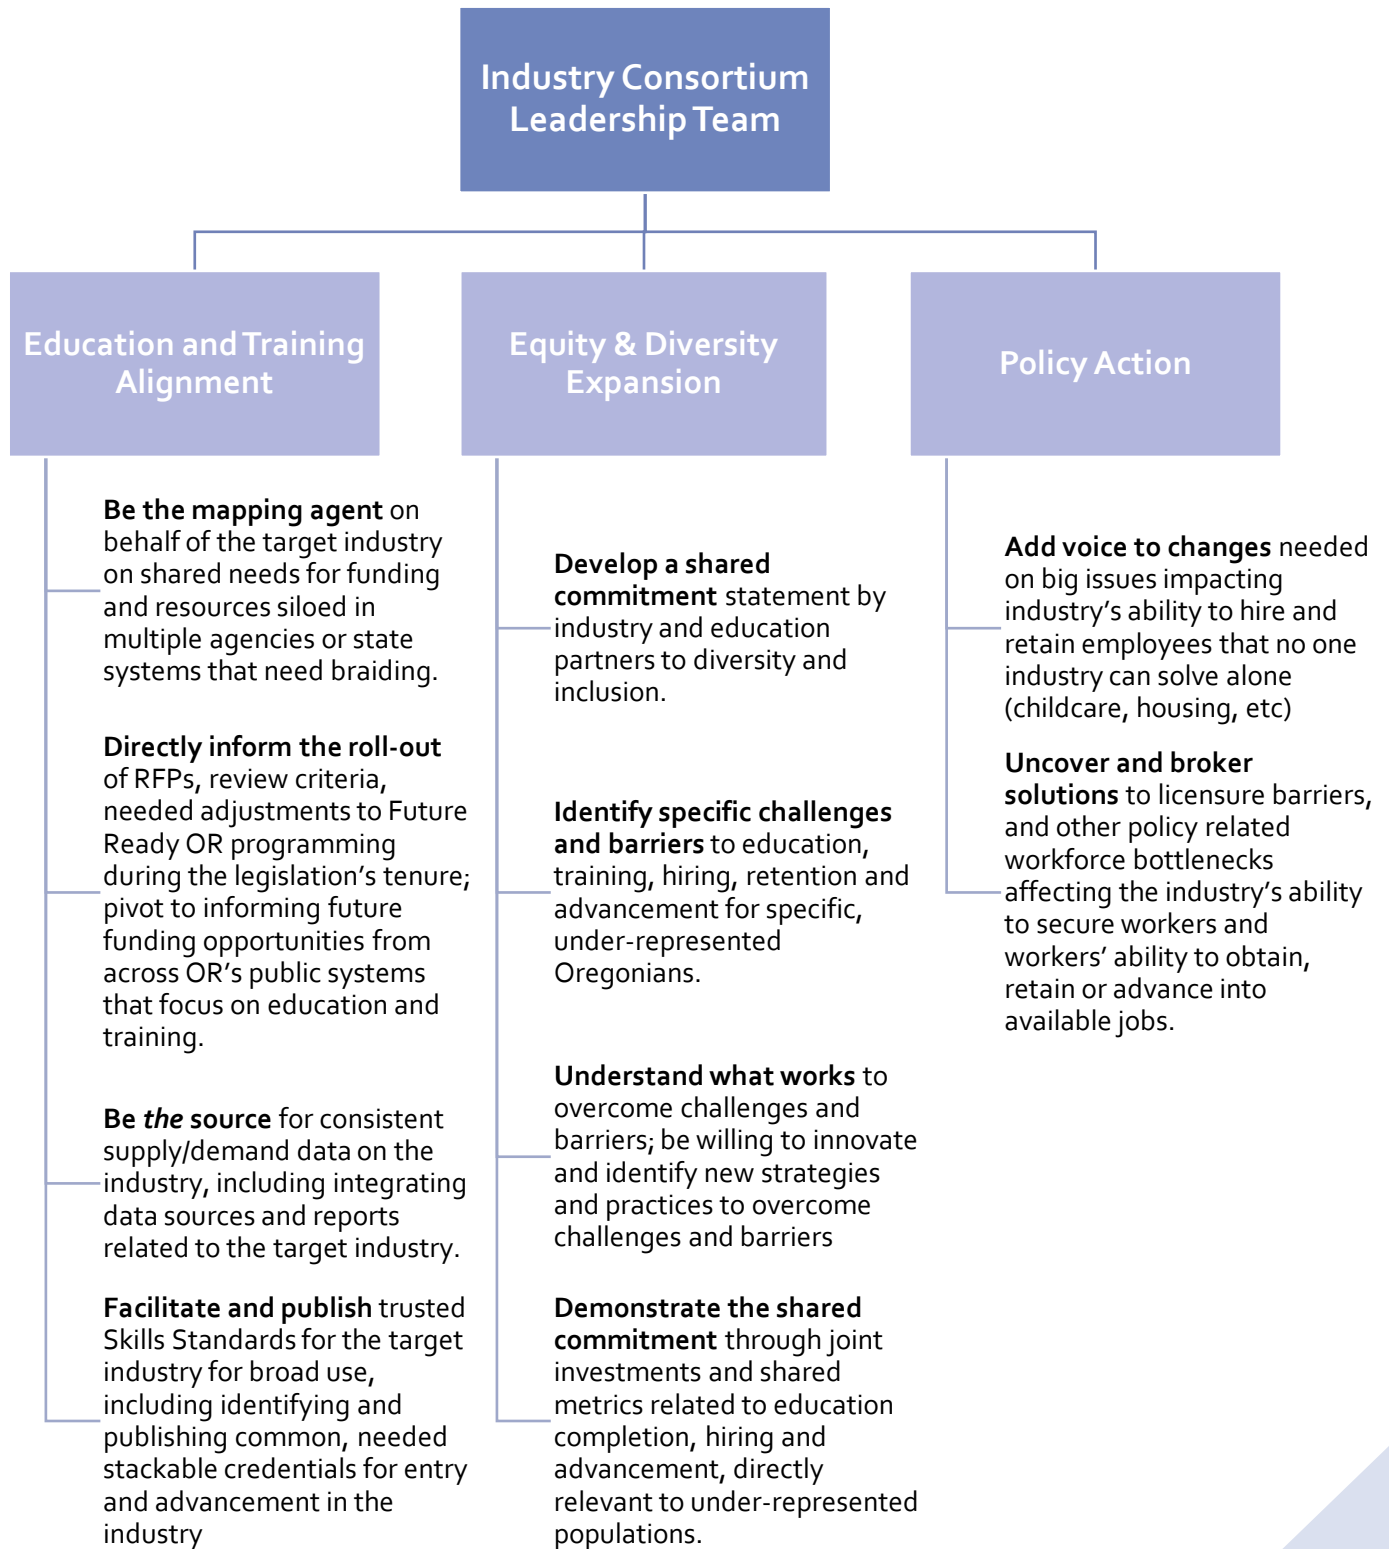 Industry Consortium
Leadership Team
Education and Training
Alignment
Be the mapping agent on
behalf of the target industry
on shared needs for funding
and resources siloed in
multiple agencies or state
systems that need braiding.
Directly inform the roll-out
of RFPs, review criteria,
needed adjustments to Future
Ready OR programming
during the legislation’s tenure;
pivot to informing future
funding opportunities from
across OR’s public systems
that focus on education and
training.
Be the source for consistent
supply/demand data on the
industry, including integrating
data sources and reports
related to the target industry.
Facilitate and publish trusted
Skills Standards for the target
industry for broad use,
including identifying and
publishing common, needed
stackable credentials for entry
and advancement in the
industry
Equity & Diversity
Expansion
Develop a shared
commitment statement by
industry and education
partners to diversity and
inclusion.
Identify specific challenges
and barriers to education,
training, hiring, retention and
advancement for specific,
under-represented
Oregonians.
Understand what works to
overcome challenges and
barriers; be willing to innovate
and identify new strategies
and practices to overcome
challenges and barriers
Demonstrate the shared
commitment through joint
investments and shared
metrics related to education
completion, hiring and
advancement, directly
relevant to under-represented
populations.
Policy Action
Add voice to changes needed
on big issues impacting
industry’s ability to hire and
retain employees that no one
industry can solve alone
(childcare, housing, etc)
Uncover and broker
solutions to licensure barriers,
and other policy related
workforce bottlenecks
affecting the industry’s ability
to secure workers and
workers’ ability to obtain,
retain or advance into
available jobs.